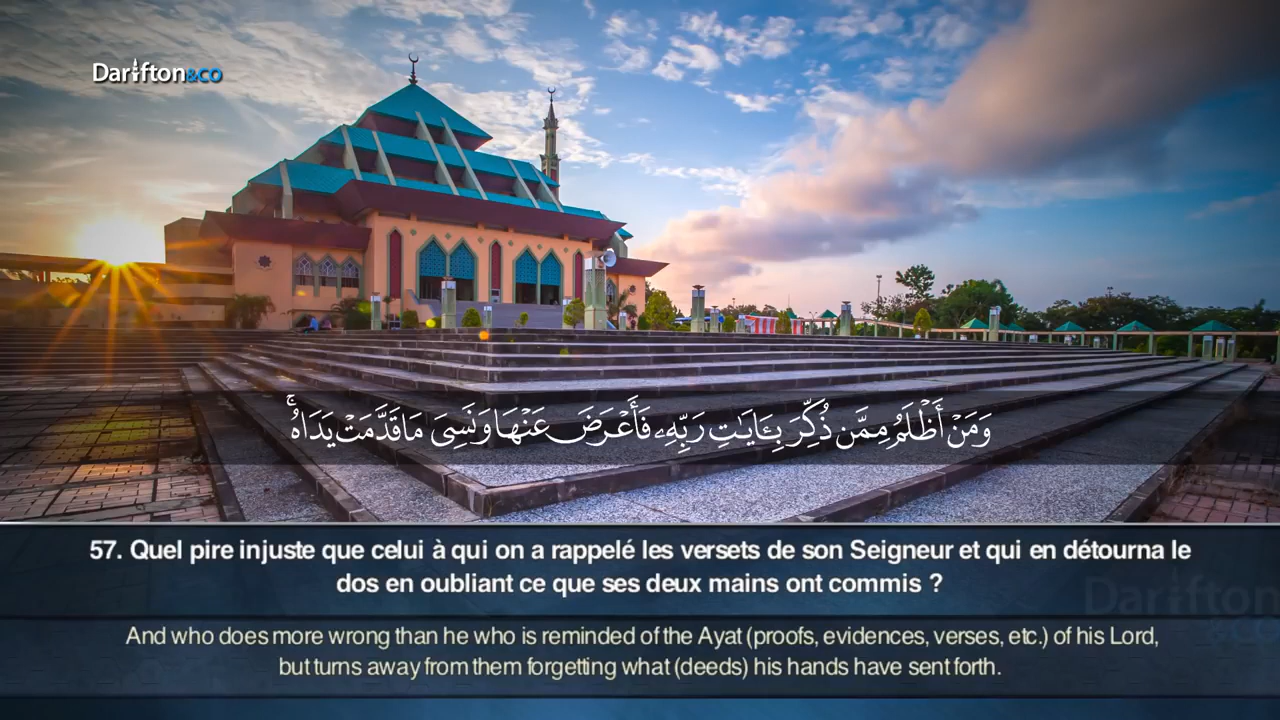 Darifton&co
وَمَنْ أَظْلَمُ مِمَّن ذُكِّرَ بِـَٔايَـٰتِ رَبِّهِۦ فَأَعْرَضَ عَنْهَا وَنَسِىَ مَا قَدَّمَتْ يَدَاهُ ۚ
57. Quel pire injuste que celui à qui on a rappelé les versets de son Seigneur et qui en détourna le
dos en oubliant ce que ses deux mains ont commis ?
Darifton
&co
And who does more wrong than he who is reminded of the Ayat (proofs, evidences, verses, etc.) of his Lord,
but turns away from them forgetting what (deeds) his hands have sent forth.